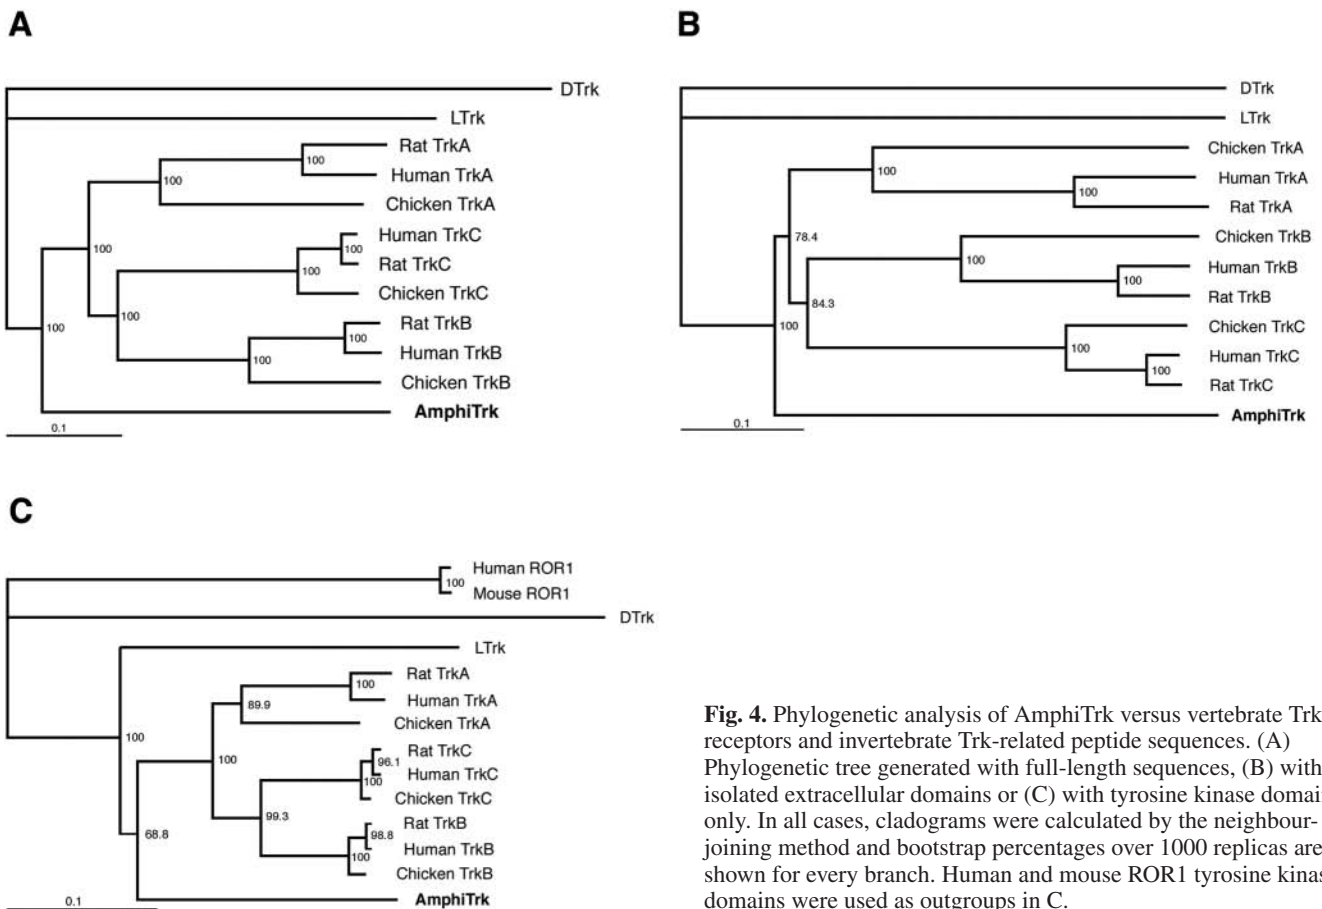 A
DTrk
LTrk
Rat TrkA
100
Human TrkA
100
Chicken TrkA
Human TrkC
100
100
Rat TrkC
100
Chicken TrkC
100
Rat TrkB
100
100
Human TrkB
100
Chicken TrkB
AmphiTrk
0.1
B
DTrk
LTrk
Chicken TrkA
100
Human TrkA
100
Rat TrkA
78.4
Chicken TrkB
100
Human TrkB
100
84.3
Rat TrkB
100
Chicken TrkC
100
Human TrkC
100
Rat TrkC
AmphiTrk
0.1
C
Human ROR1
100
Mouse ROR1
DTrk
LTrk
Rat TrkA
100
Human TrkA
89.9
Chicken TrkA
100
Rat TrkC
96.1
100
Human TrkC
100
Chicken TrkC
99.3
Rat TrkB
68.8
98.8
Human TrkB
100
Chicken TrkB
AmphiTrk
0.1
Fig. 4. Phylogenetic analysis of AmphiTrk versus vertebrate Trk
receptors and invertebrate Trk-related peptide sequences. (A)
Phylogenetic tree generated with full-length sequences, (B) with
isolated extracellular domains or (C) with tyrosine kinase domai
only. In all cases, cladograms were calculated by the neighbour-
joining method and bootstrap percentages over 1000 replicas are
shown for every branch. Human and mouse ROR1 tyrosine kinas
domains were used as outgroups in C.